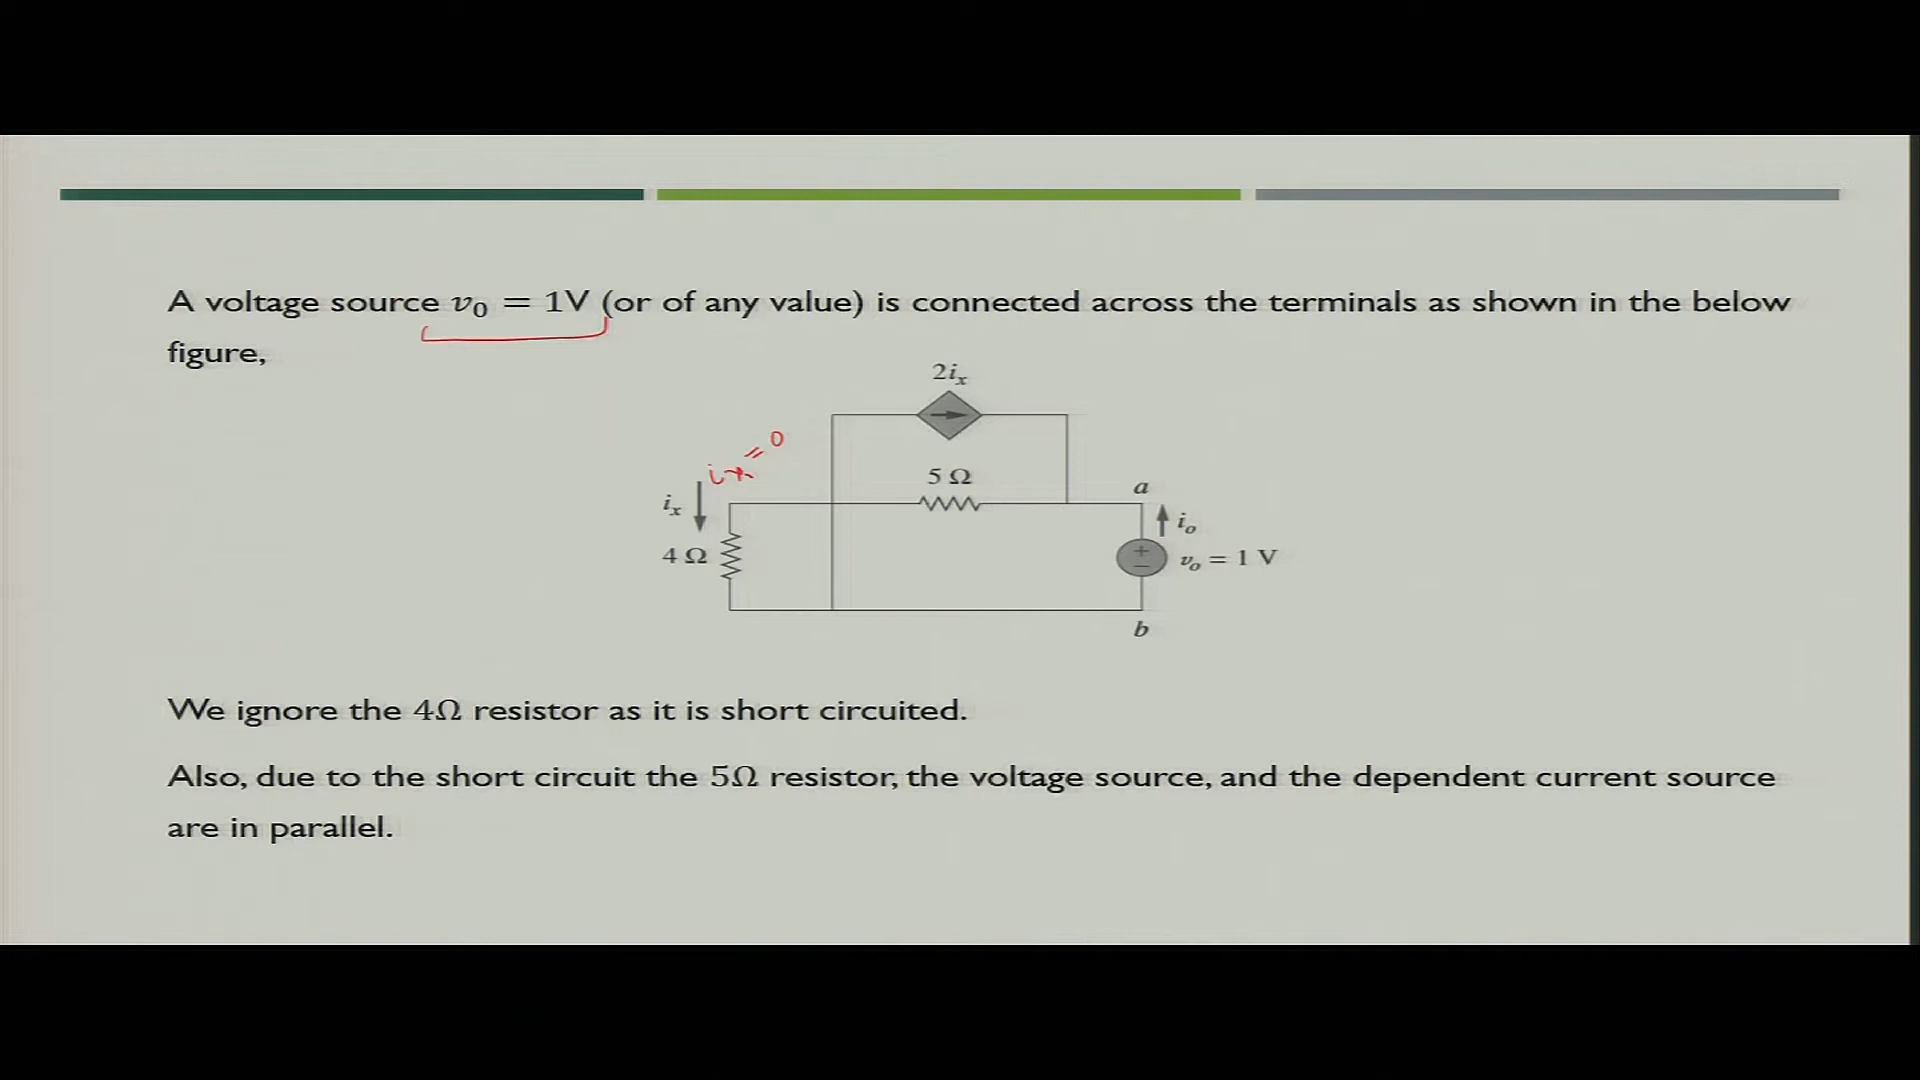 A voltage source v₀ = 1V (or of any value) is connected across the terminals as shown in the below
figure,
2iₓ
iₓ = 0
5 Ω
a
iₓ
iₒ
4 Ω
+
−
vₒ = 1 V
b
We ignore the 4Ω resistor as it is short circuited.
Also, due to the short circuit the 5Ω resistor, the voltage source, and the dependent current source
are in parallel.